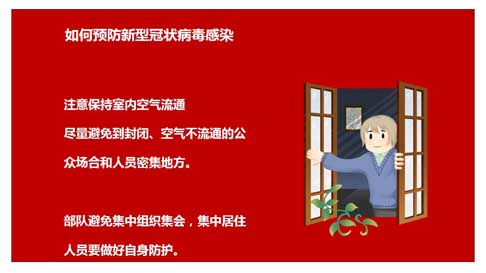 如何预防新型冠状病毒感染
注意保持室内空气流通
尽量避免到封闭、空气不流通的公
众场合和人员密集地方。
部队避免集中组织集会，集中居住
人员要做好自身防护。